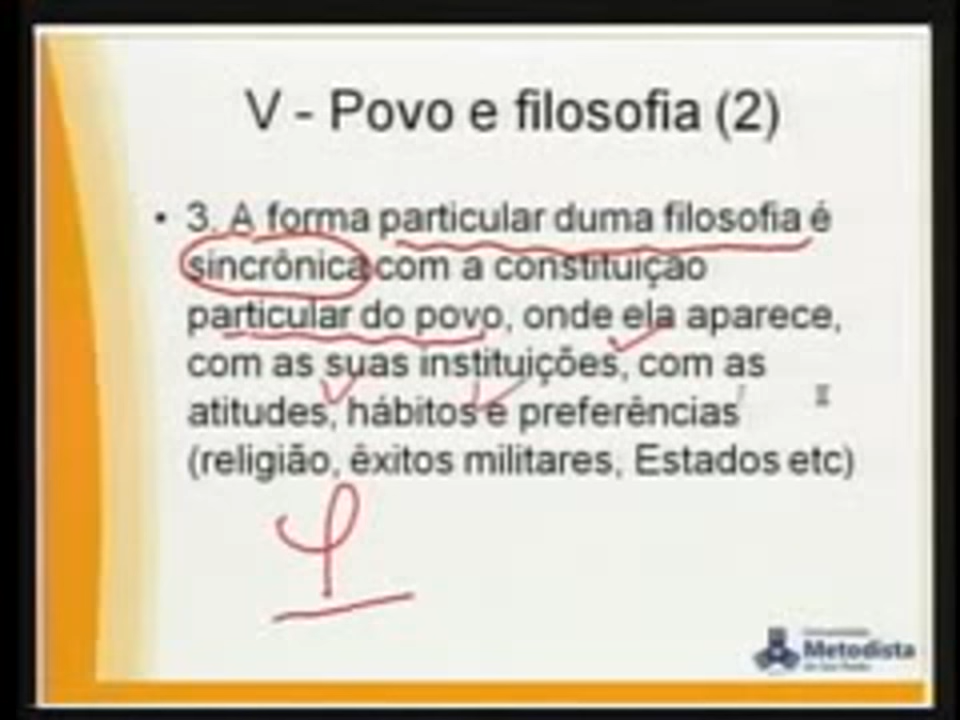 V - Povo e filosofia (2)
• 3. A forma particular duma filosofia é
sincrônica com a constituição
particular do povo, onde ela aparece,
com as suas instituições, com as
atitudes, hábitos e preferências
(religião, êxitos militares, Estados etc)
φ
Metodista